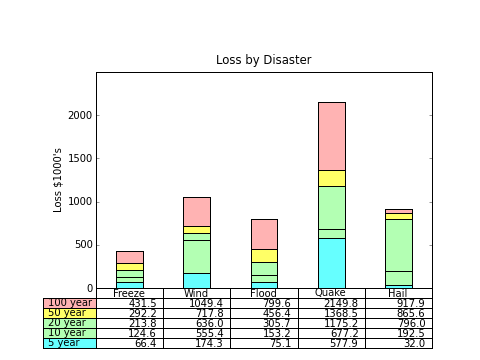 Loss by Disaster
2500
2000
1500
1000
500
0
Loss $1000's
Freeze Wind Flood Quake Hail
100 year 431.5 1049.4 799.6 2149.8 917.9
50 year 292.2 717.8 456.4 1368.5 865.6
20 year 213.8 636.0 305.7 1175.2 796.0
10 year 124.6 555.4 153.2 677.2 192.5
5 year 66.4 174.3 75.1 577.9 32.0